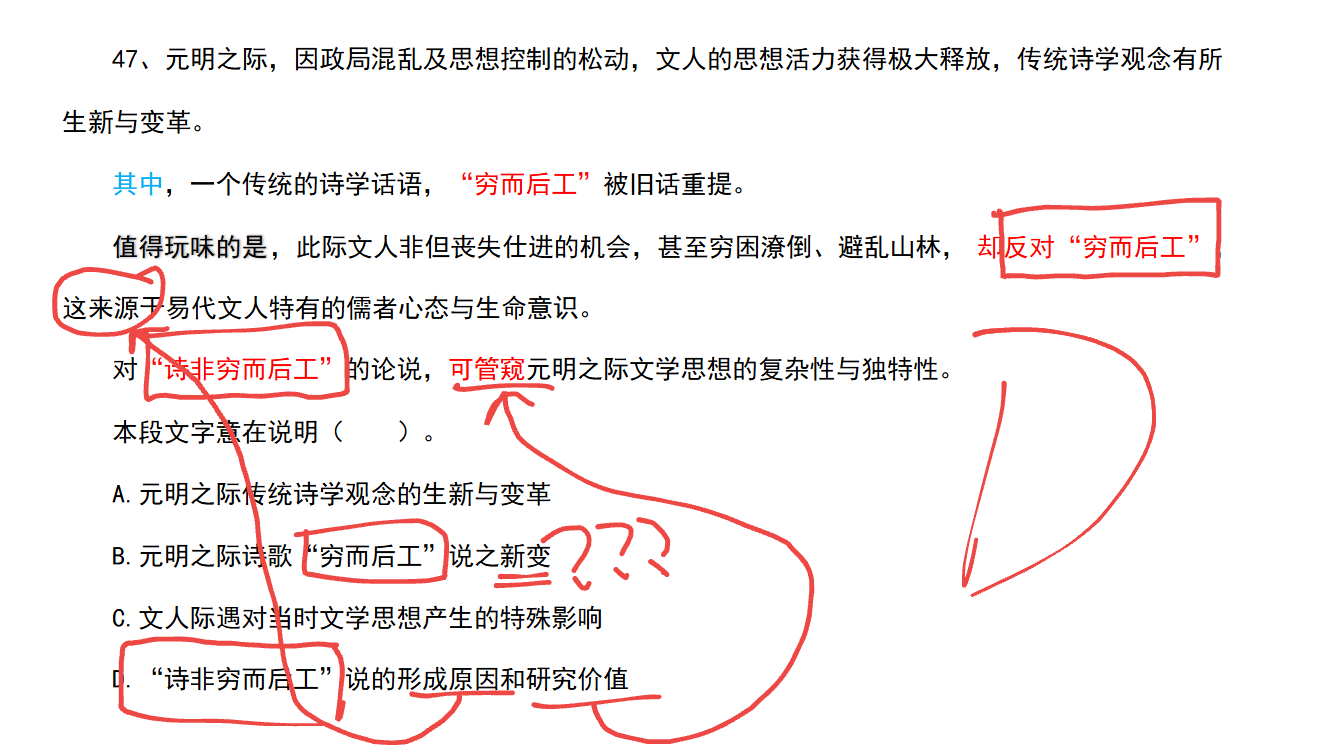 47、元明之际，因政局混乱及思想控制的松动，文人的思想活力获得极大释放，传统诗学观念有所
生新与变革。
其中，一个传统的诗学话语，“穷而后工”被旧话重提。
值得玩味的是，此际文人非但丧失仕进的机会，甚至穷困潦倒、避乱山林，却反对“穷而后工”，
这来源于易代文人特有的儒者心态与生命意识。
对“诗非穷而后工”的论说，可管窥元明之际文学思想的复杂性与独特性。
本段文字意在说明（　　）。
A.元明之际传统诗学观念的生新与变革
B.元明之际诗歌“穷而后工”说之新变???
C.文人际遇对当时文学思想产生的特殊影响
D.“诗非穷而后工”说的形成原因和研究价值
D